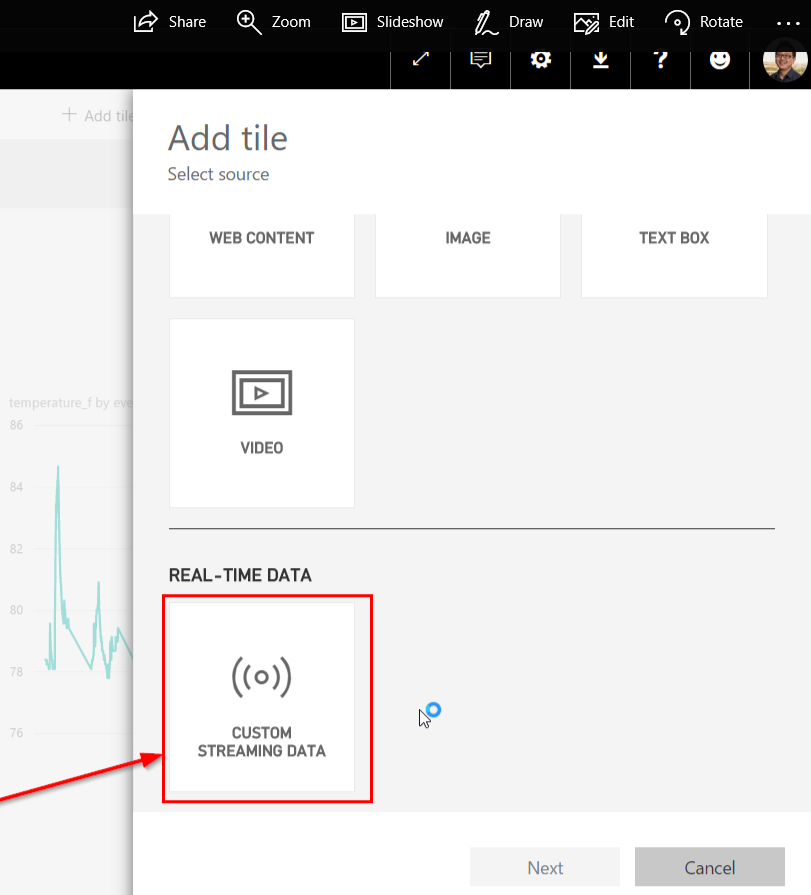 Share
Zoom
Slideshow
Draw
Edit
Rotate
Add tile
Add tile
Select source
WEB CONTENT
IMAGE
TEXT BOX
VIDEO
temperature_f by eve
86
84
82
80
78
76
REAL-TIME DATA
CUSTOM
STREAMING DATA
Next
Cancel